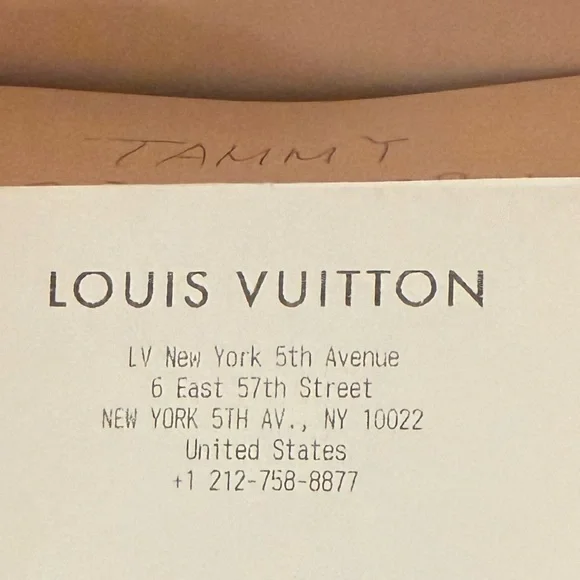 TAMMY
LOUIS VUITTON
LV New York 5th Avenue
6 East 57th Street
NEW YORK 5TH AV., NY 10022
United States
+1 212-758-8877